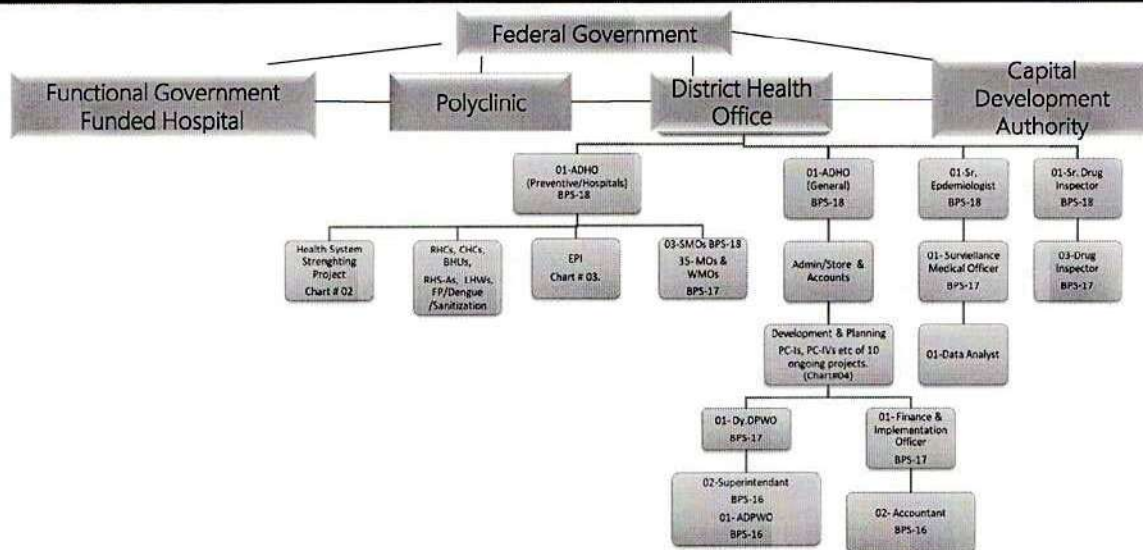 Federal Government
Functional Government
Funded Hospital
Polyclinic
District Health
Office
Capital
Development
Authority
01-ADHO
(Preventive/Hospitals)
BPS-18
01-ADHO
(General)
BPS-18
01-Sr.
Epidemiologist
BPS-18
01-Sr. Drug
Inspector
BPS-18
Health System
Strenghting
Project
Chart # 02
RHCs, CHCs,
BHUs,
RHS-As, LHWs,
FP/Dengue
/Sanitization
EPI
Chart # 03.
03-SMOs BPS-18
35-MOs &
WMOs
BPS-17
Admin/Store &
Accounts
01- Surviellance
Medical Officer
BPS-17
03-Drug
Inspector
BPS-17
Development & Planning
PC-Is, PC-IVs etc of 10
ongoing projects.
(Chart#04)
01-Data Analyst
01- Dy.DPWO
BPS-17
01-Finance &
Implementation
Officer
BPS-17
02-Superintendant
BPS-16
01- ADPWO
BPS-16
02- Accountant
BPS-16